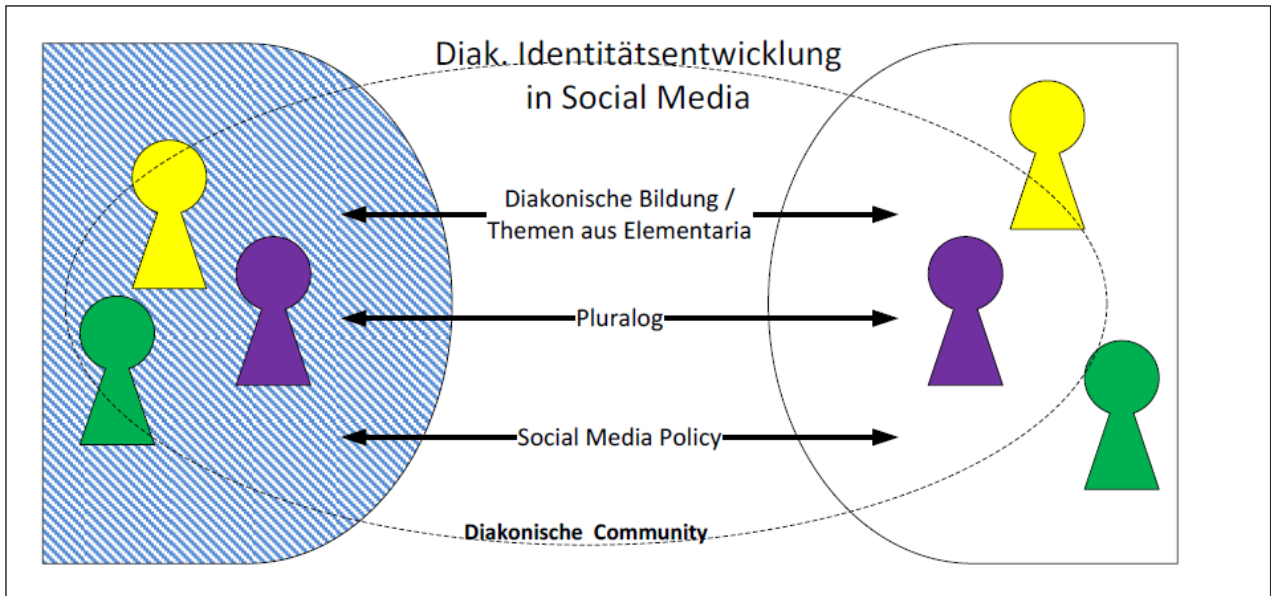 Diak. Identitätsentwicklung
in Social Media
Diakonische Bildung /
Themen aus Elementaria
Pluralog
Social Media Policy
Diakonische Community